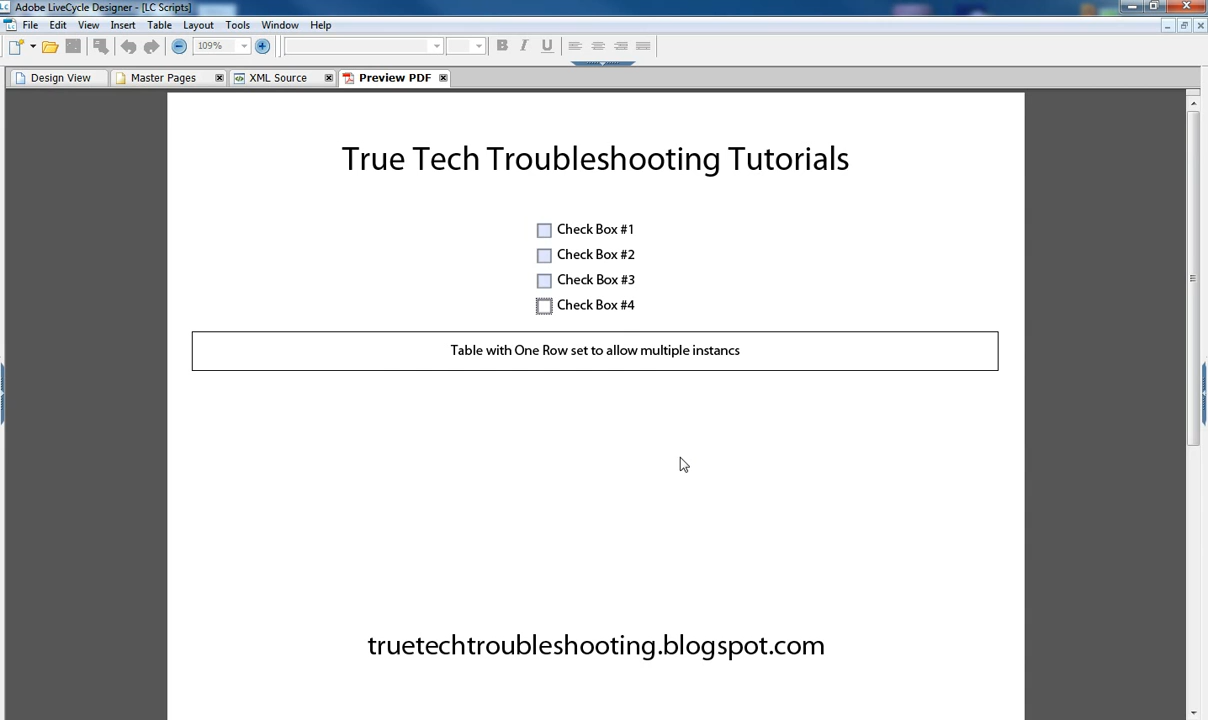 LC Adobe LiveCycle Designer - [LC Scripts]
LC File Edit View Insert Table Layout Tools Window Help
109%
B I U
Design View Master Pages XML Source Preview PDF
True Tech Troubleshooting Tutorials
Check Box #1
Check Box #2
Check Box #3
Check Box #4
Table with One Row set to allow multiple instancs
truetechtroubleshooting.blogspot.com